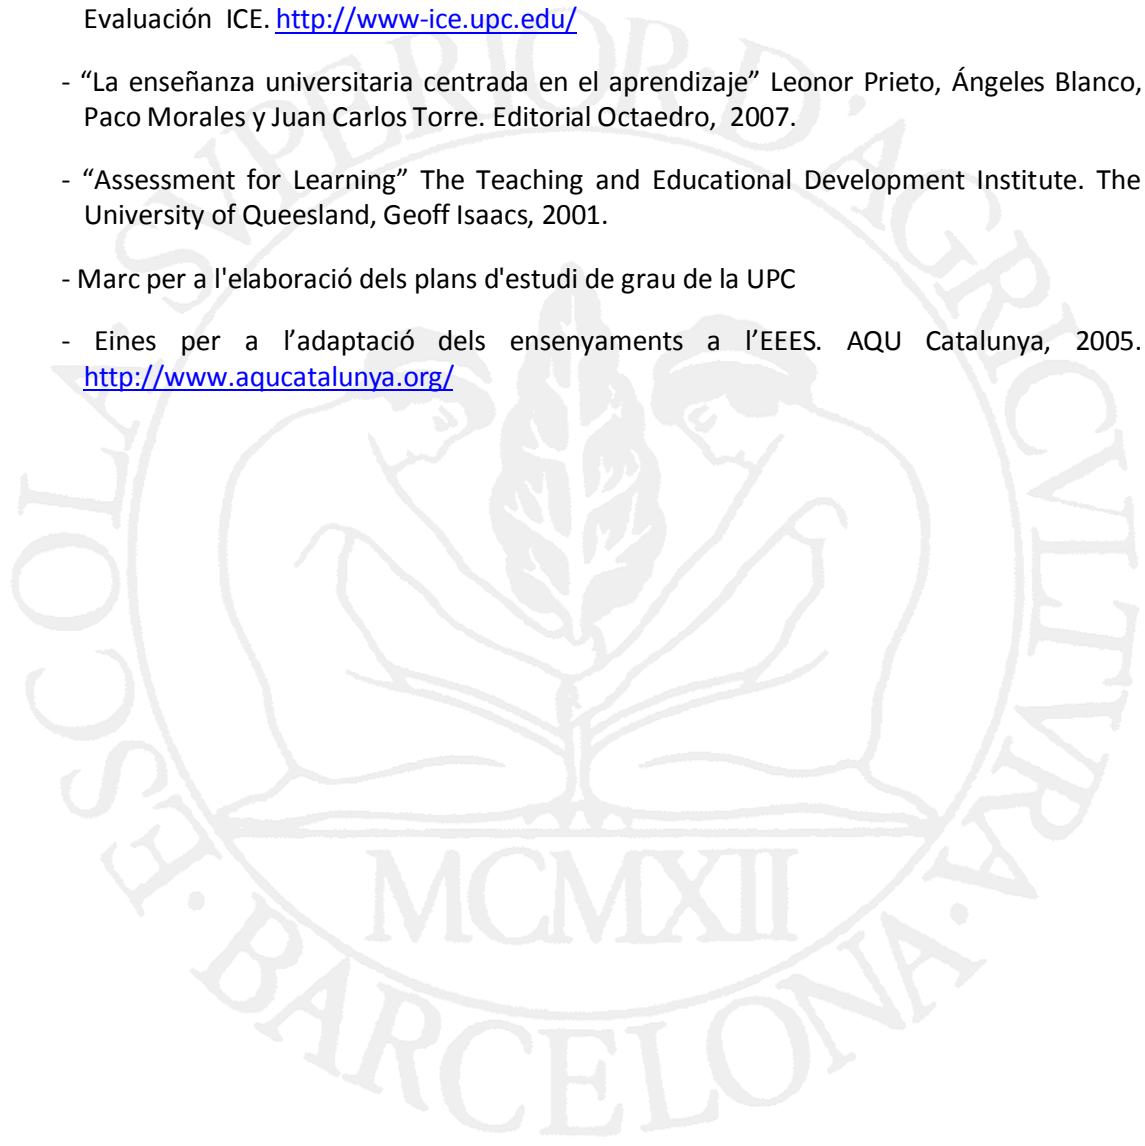 Evaluación ICE. http://www-ice.upc.edu/
- “La enseñanza universitaria centrada en el aprendizaje” Leonor Prieto, Ángeles Blanco,
Paco Morales y Juan Carlos Torre. Editorial Octaedro, 2007.
- “Assessment for Learning” The Teaching and Educational Development Institute. The
University of Queesland, Geoff Isaacs, 2001.
- Marc per a l'elaboració dels plans d'estudi de grau de la UPC
- Eines per a l’adaptació dels ensenyaments a l’EEES. AQU Catalunya, 2005.
http://www.aqucatalunya.org/
ESCOLA · SVPERIOR · D'AGRICVLTVRA · BARCELONA ·
MCMXII